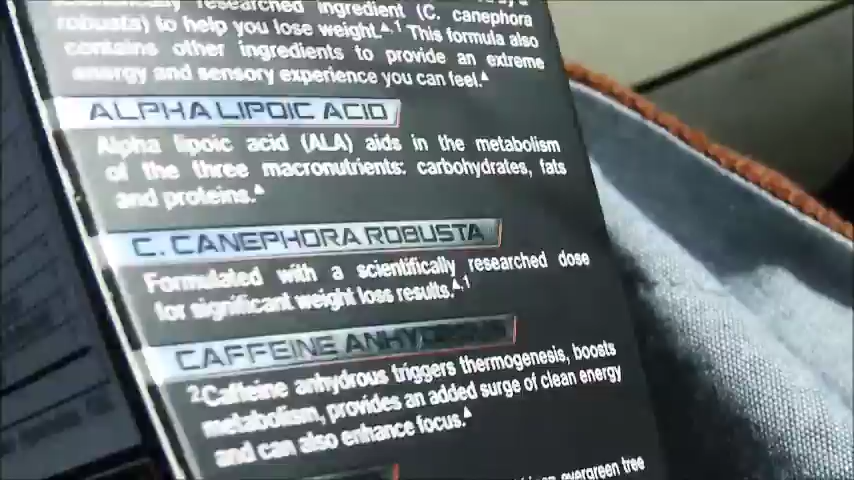 researched ingredient (C. canephora
robusta) to help you lose weight.▲,1 This formula also
contains other ingredients to provide an extreme
energy and sensory experience you can feel.▲
ALPHA LIPOIC ACID
Alpha lipoic acid (ALA) aids in the metabolism
of the three macronutrients: carbohydrates, fats
and proteins.▲
C. CANEPHORA ROBUSTA
Formulated with a scientifically researched dose
for significant weight loss results.▲,1
CAFFEINE ANHYDROUS
2Caffeine anhydrous triggers thermogenesis, boosts
metabolism, provides an added surge of clean energy
and can also enhance focus.▲
evergreen tree